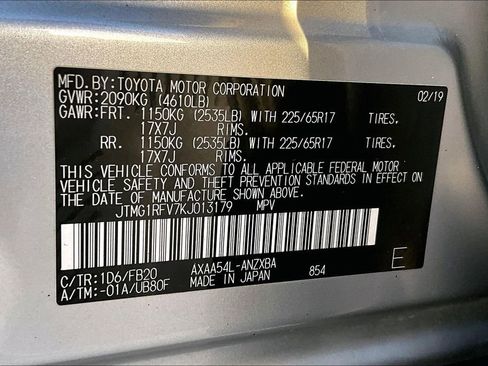 MFD.BY:TOYOTA MOTOR CORPORATION 02/19
GVWR:2090KG (4610LB)
GAWR:FRT. 1150KG (2535LB) WITH 225/65R17 TIRES.
17X7J RIMS.
RR. 1150KG (2535LB) WITH 225/65R17 TIRES.
17X7J RIMS.
THIS VEHICLE CONFORMS TO ALL APPLICABLE FEDERAL MOTOR
VEHICLE SAFETY AND THEFT PREVENTION STANDARDS IN EFFECT ON
THE DATE OF MANUFACTURE SHOWN ABOVE.
JTMG1RFV7KJ013179 MPV
C/TR:1D6/FB20 AXAA54L-ANZXBA
A/TM:-01A/UB80F MADE IN JAPAN 854 E